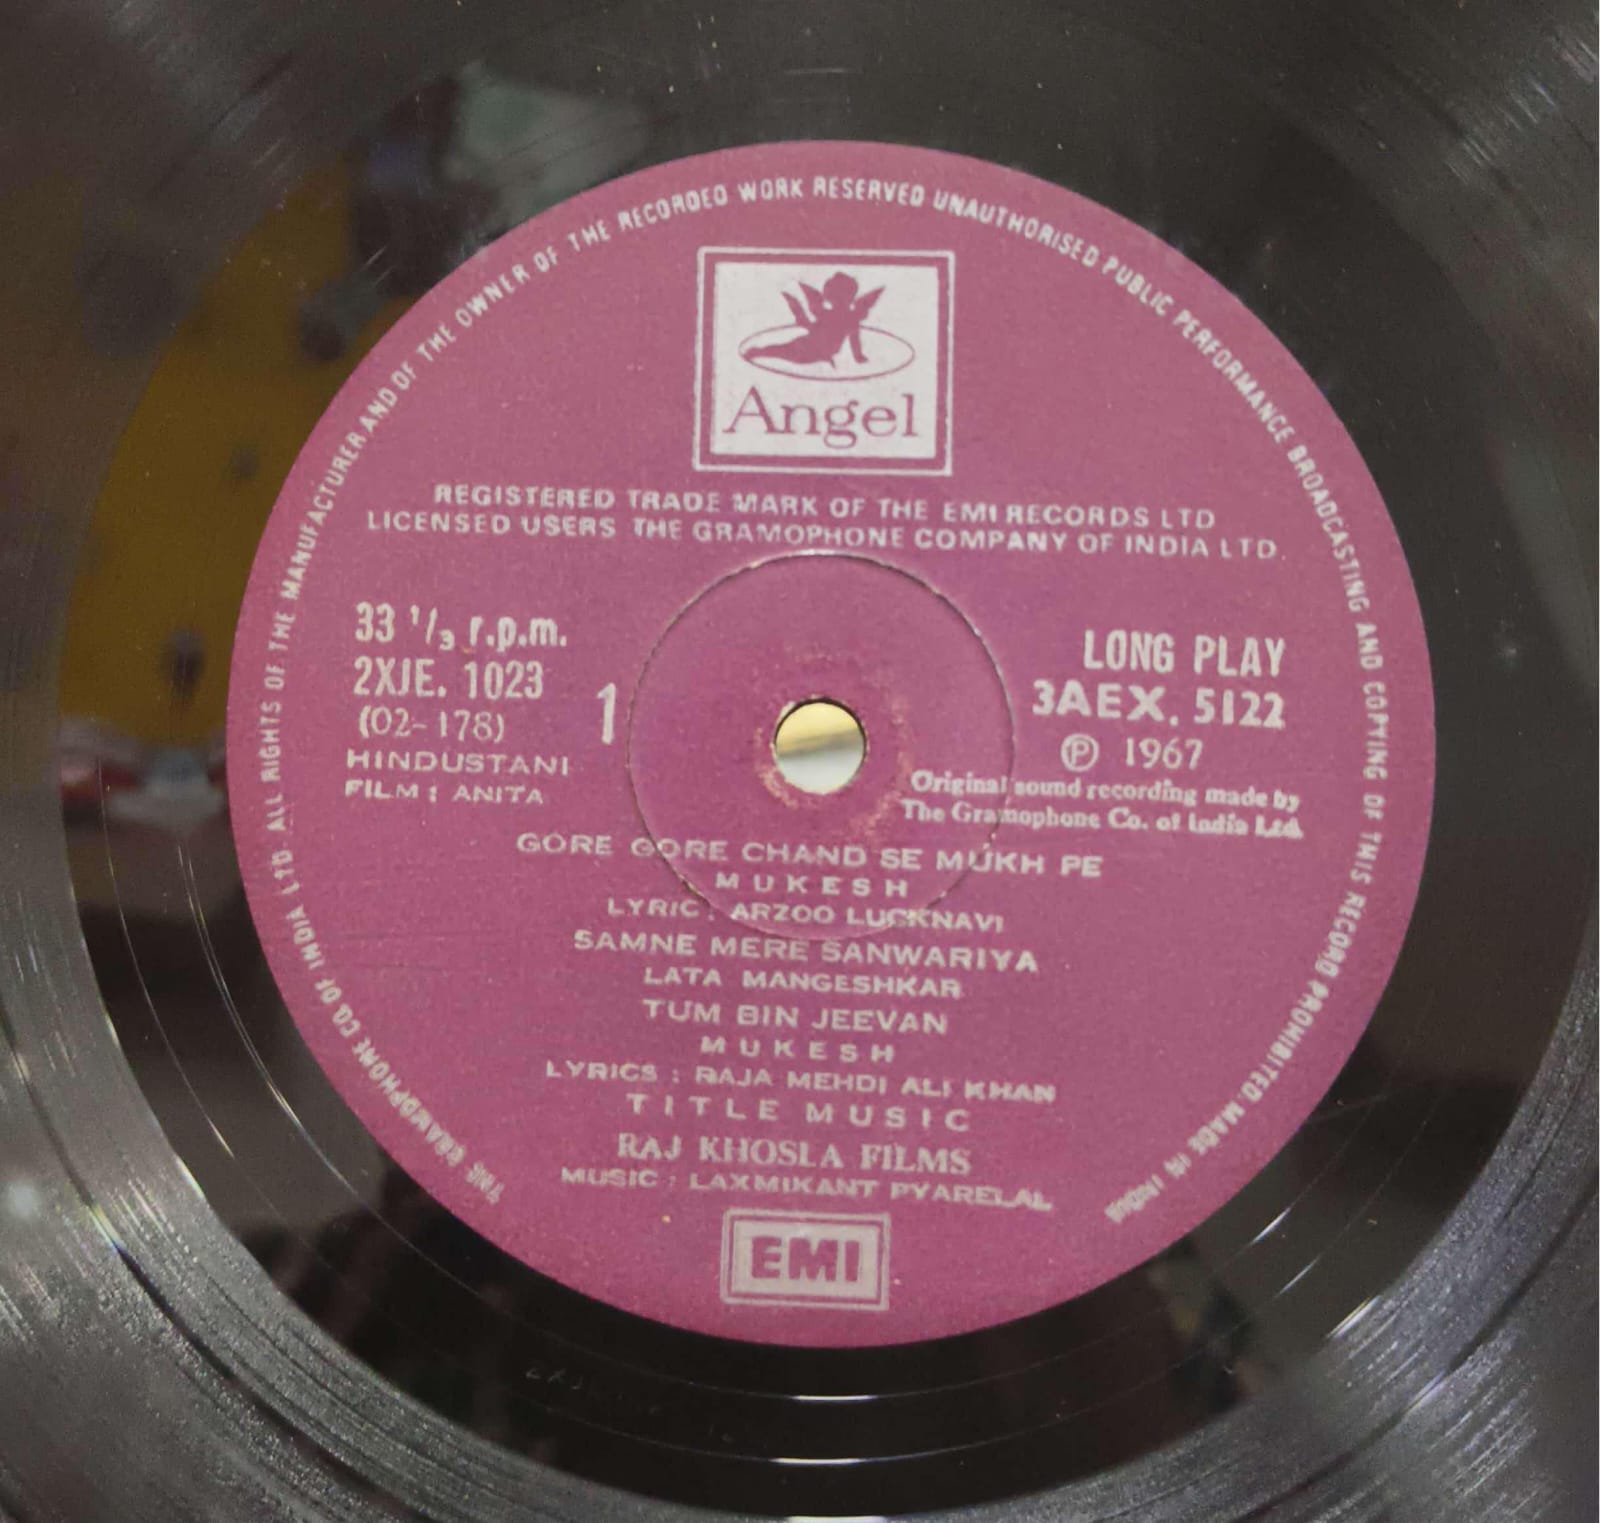 THE GRAMOPHONE CO. OF INDIA LTD. ALL RIGHTS OF THE MANUFACTURER AND OF THE OWNER OF THE RECORDED WORK RESERVED UNAUTHORISED PUBLIC PERFORMANCE BROADCASTING AND COPYING OF THIS RECORD PROHIBITED. MADE IN INDIA
Angel
REGISTERED TRADE MARK OF THE EMI RECORDS LTD
LICENSED USERS THE GRAMOPHONE COMPANY OF INDIA LTD.
33 1/3 r.p.m.
2XJE. 1023
(02-178)
HINDUSTANI
FILM : ANITA
1
LONG PLAY
3AEX. 5122
℗ 1967
Original sound recording made by
The Gramophone Co. of India Ltd.
GORE GORE CHAND SE MUKH PE
MUKESH
LYRIC : ARZOO LUCKNAVI
SAMNE MERE SANWARIYA
LATA MANGESHKAR
TUM BIN JEEVAN
MUKESH
LYRICS : RAJA MEHDI ALI KHAN
TITLE MUSIC
RAJ KHOSLA FILMS
MUSIC : LAXMIKANT PYARELAL
EMI